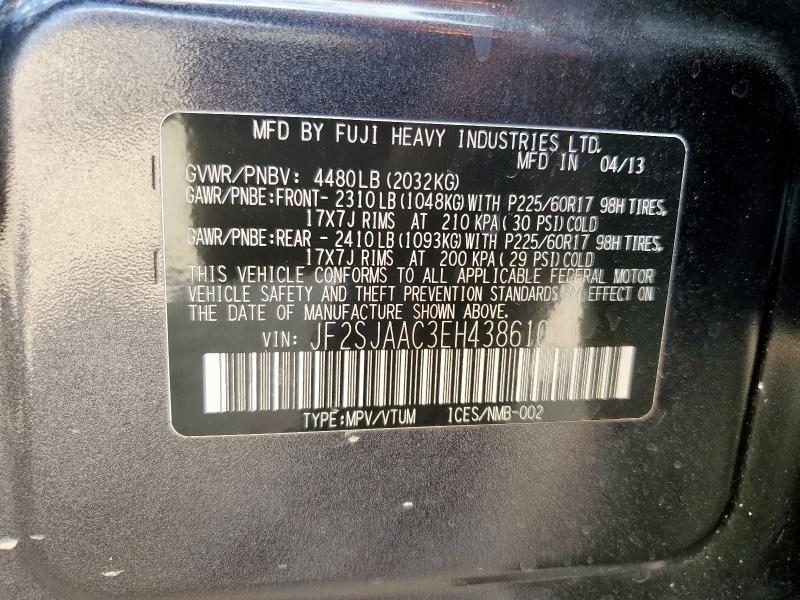 MFD BY FUJI HEAVY INDUSTRIES LTD.
MFD IN 04/13
GVWR/PNBV: 4480LB(2032KG)
GAWR/PNBE:FRONT- 2310LB(1048KG)WITH P225/60R17 98H TIRES,
17X7J RIMS AT 210 KPA(30 PSI)COLD
GAWR/PNBE:REAR - 2410LB(1093KG)WITH P225/60R17 98H TIRES,
17X7J RIMS AT 200 KPA(29 PSI)COLD
THIS VEHICLE CONFORMS TO ALL APPLICABLE FEDERAL MOTOR
VEHICLE SAFETY AND THEFT PREVENTION STANDARDS IN EFFECT ON
THE DATE OF MANUFACTURE SHOWN ABOVE.
VIN:
TYPE:MPV/VTUM ICES/NMB-002